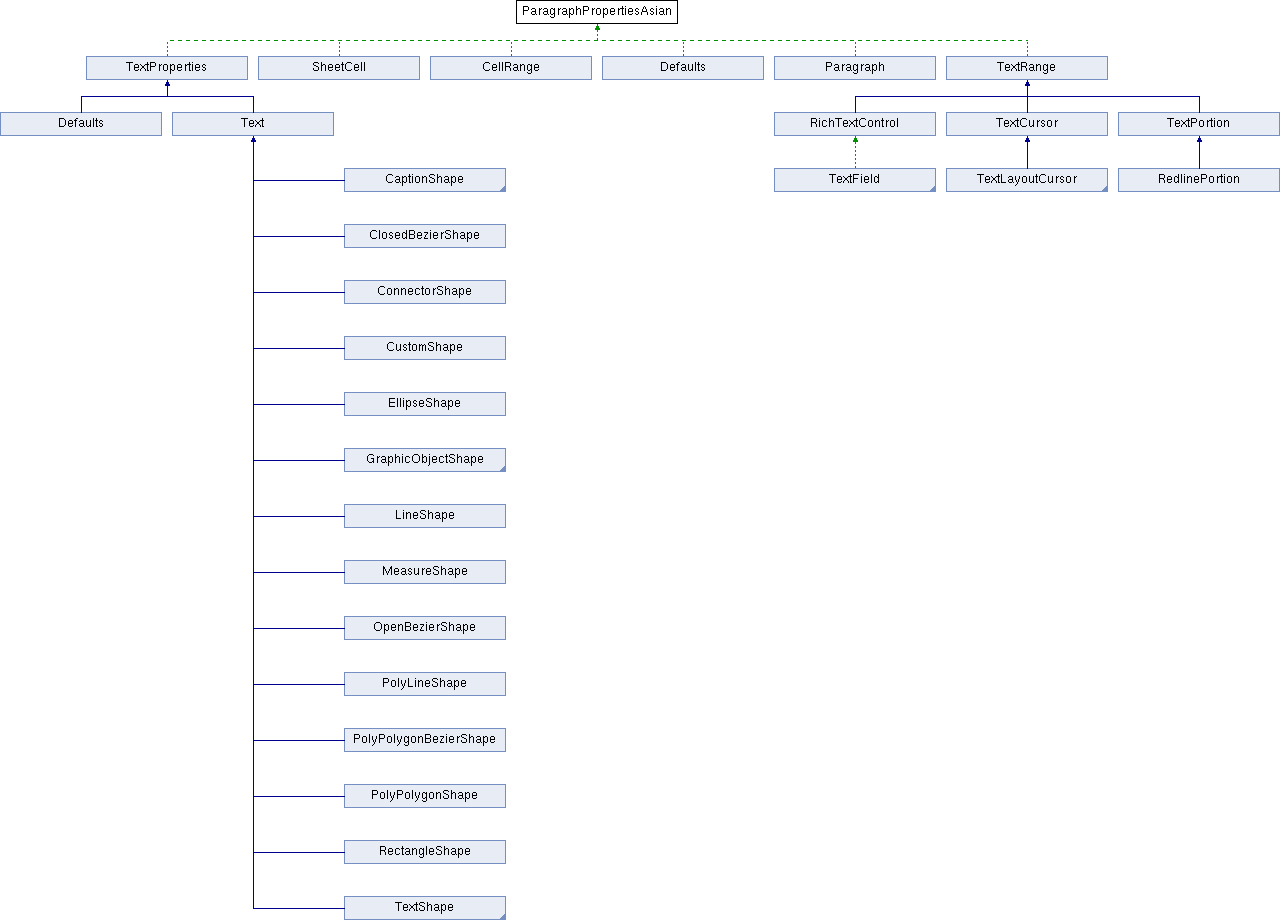 ParagraphPropertiesAsian
TextProperties
SheetCell
CellRange
Defaults
Paragraph
TextRange
Defaults
Text
RichTextControl
TextCursor
TextPortion
CaptionShape
TextField
TextLayoutCursor
RedlinePortion
ClosedBezierShape
ConnectorShape
CustomShape
EllipseShape
GraphicObjectShape
LineShape
MeasureShape
OpenBezierShape
PolyLineShape
PolyPolygonBezierShape
PolyPolygonShape
RectangleShape
TextShape